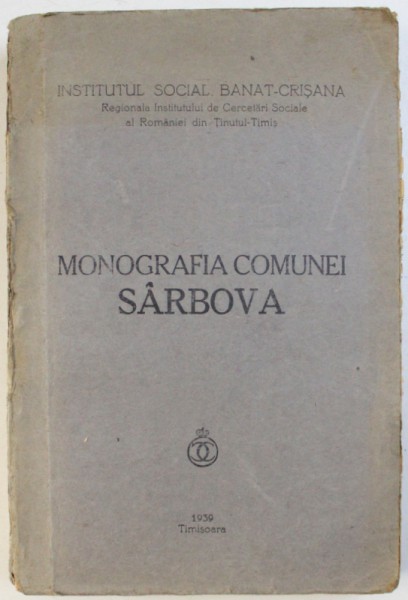 INSTITUTUL SOCIAL BANAT-CRIȘANA
Regionala Institutului de Cercetări Sociale
al României din Ținutul-Timiș
MONOGRAFIA COMUNEI
SÂRBOVA
1939
Timișoara